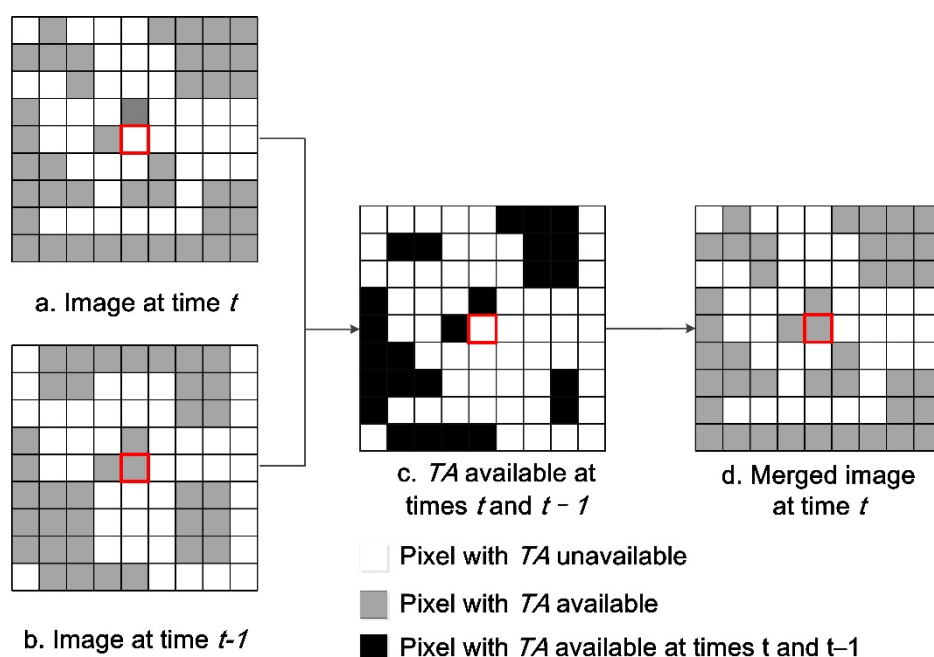 a. Image at time t
b. Image at time t-1
c. TA available at
times t and t – 1
d. Merged image
at time t
Pixel with TA unavailable
Pixel with TA available
Pixel with TA available at times t and t–1